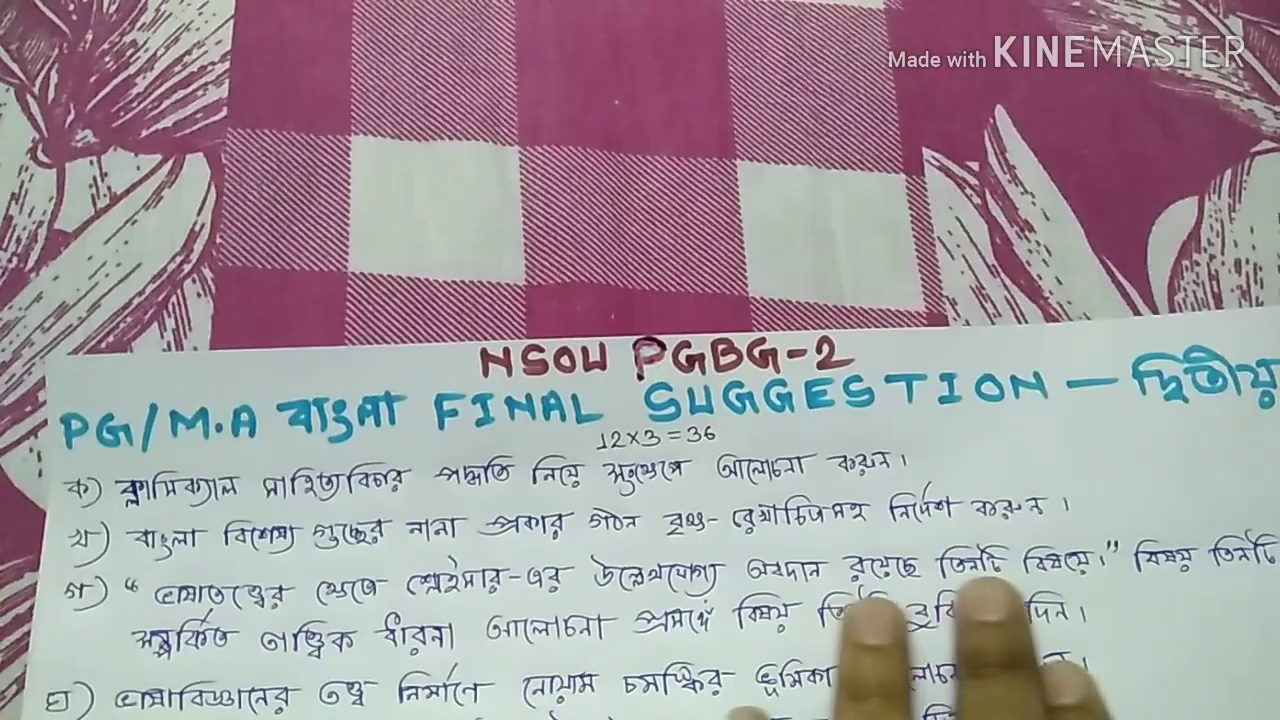 Made with KINEMASTER
NSOU PGBG-2
PG/M.A বাংলা FINAL SUGGESTION — দ্বিতীয়
12×3=36
ক) ক্লাসিক্যাল সাহিত্যবিচার পদ্ধতি নিয়ে সংক্ষেপে আলোচনা করুন।
খ) বাংলা বিশেষ্য গুচ্ছের নানা প্রকার গঠন বৃক্ষ-রেখাচিত্রসহ নির্দেশ করুন।
গ) “ভাষাতত্ত্বের ক্ষেত্রে শ্লেইসার-এর উল্লেখযোগ্য অবদান রয়েছে তিনটি বিষয়ে।” বিষয় তিনটি
সম্পর্কিত তাত্ত্বিক ধারনা আলোচনা প্রসঙ্গে বিষয় দিন।
ঘ) ভাষাবিজ্ঞানের তত্ত্ব নির্মাণে নোয়াম চমস্কির ভূমিকা